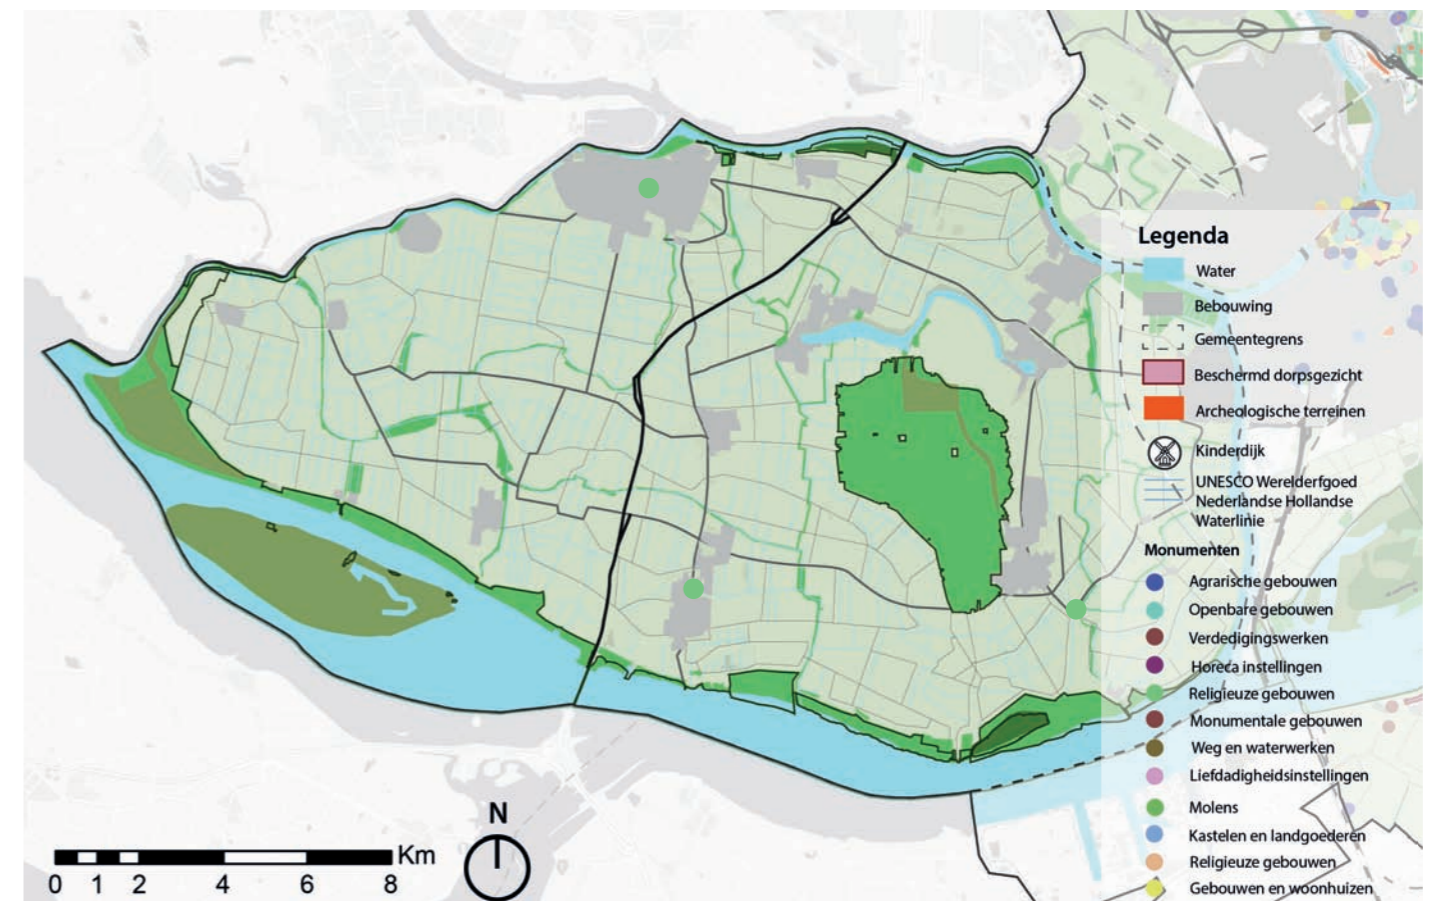 Legenda
Water
Bebouwing
Gemeentegrens
Beschermd dorpsgezicht
Archeologische terreinen
Kinderdijk
UNESCO Werelderfgoed
Nederlandse Hollandse
Waterlinie
Monumenten
Agrarische gebouwen
Openbare gebouwen
Verdedigingswerken
Horeca instellingen
Religieuze gebouwen
Monumentale gebouwen
Weg en waterwerken
Liefdadigheidsinstellingen
Molens
Kastelen en landgoederen
Religieuze gebouwen
Gebouwen en woonhuizen
N
Km
0 1 2 4 6 8